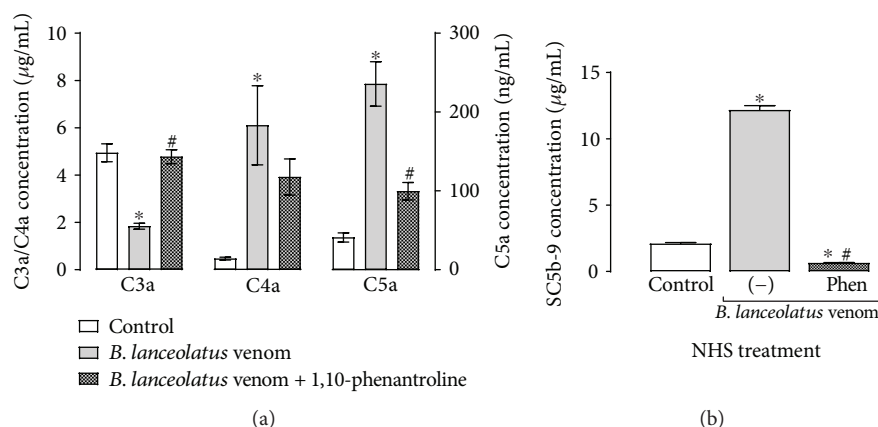 10
8
6
4
2
0
C3a/C4a concentration (μg/mL)
*
#
*
*
#
300
200
100
0
C5a concentration (ng/mL)
C3a C4a C5a
Control
B. lanceolatus venom
B. lanceolatus venom + 1,10-phenantroline
(a)
15
10
5
0
SC5b-9 concentration (μg/mL)
*
* #
Control (−) Phen
B. lanceolatus venom
NHS treatment
(b)